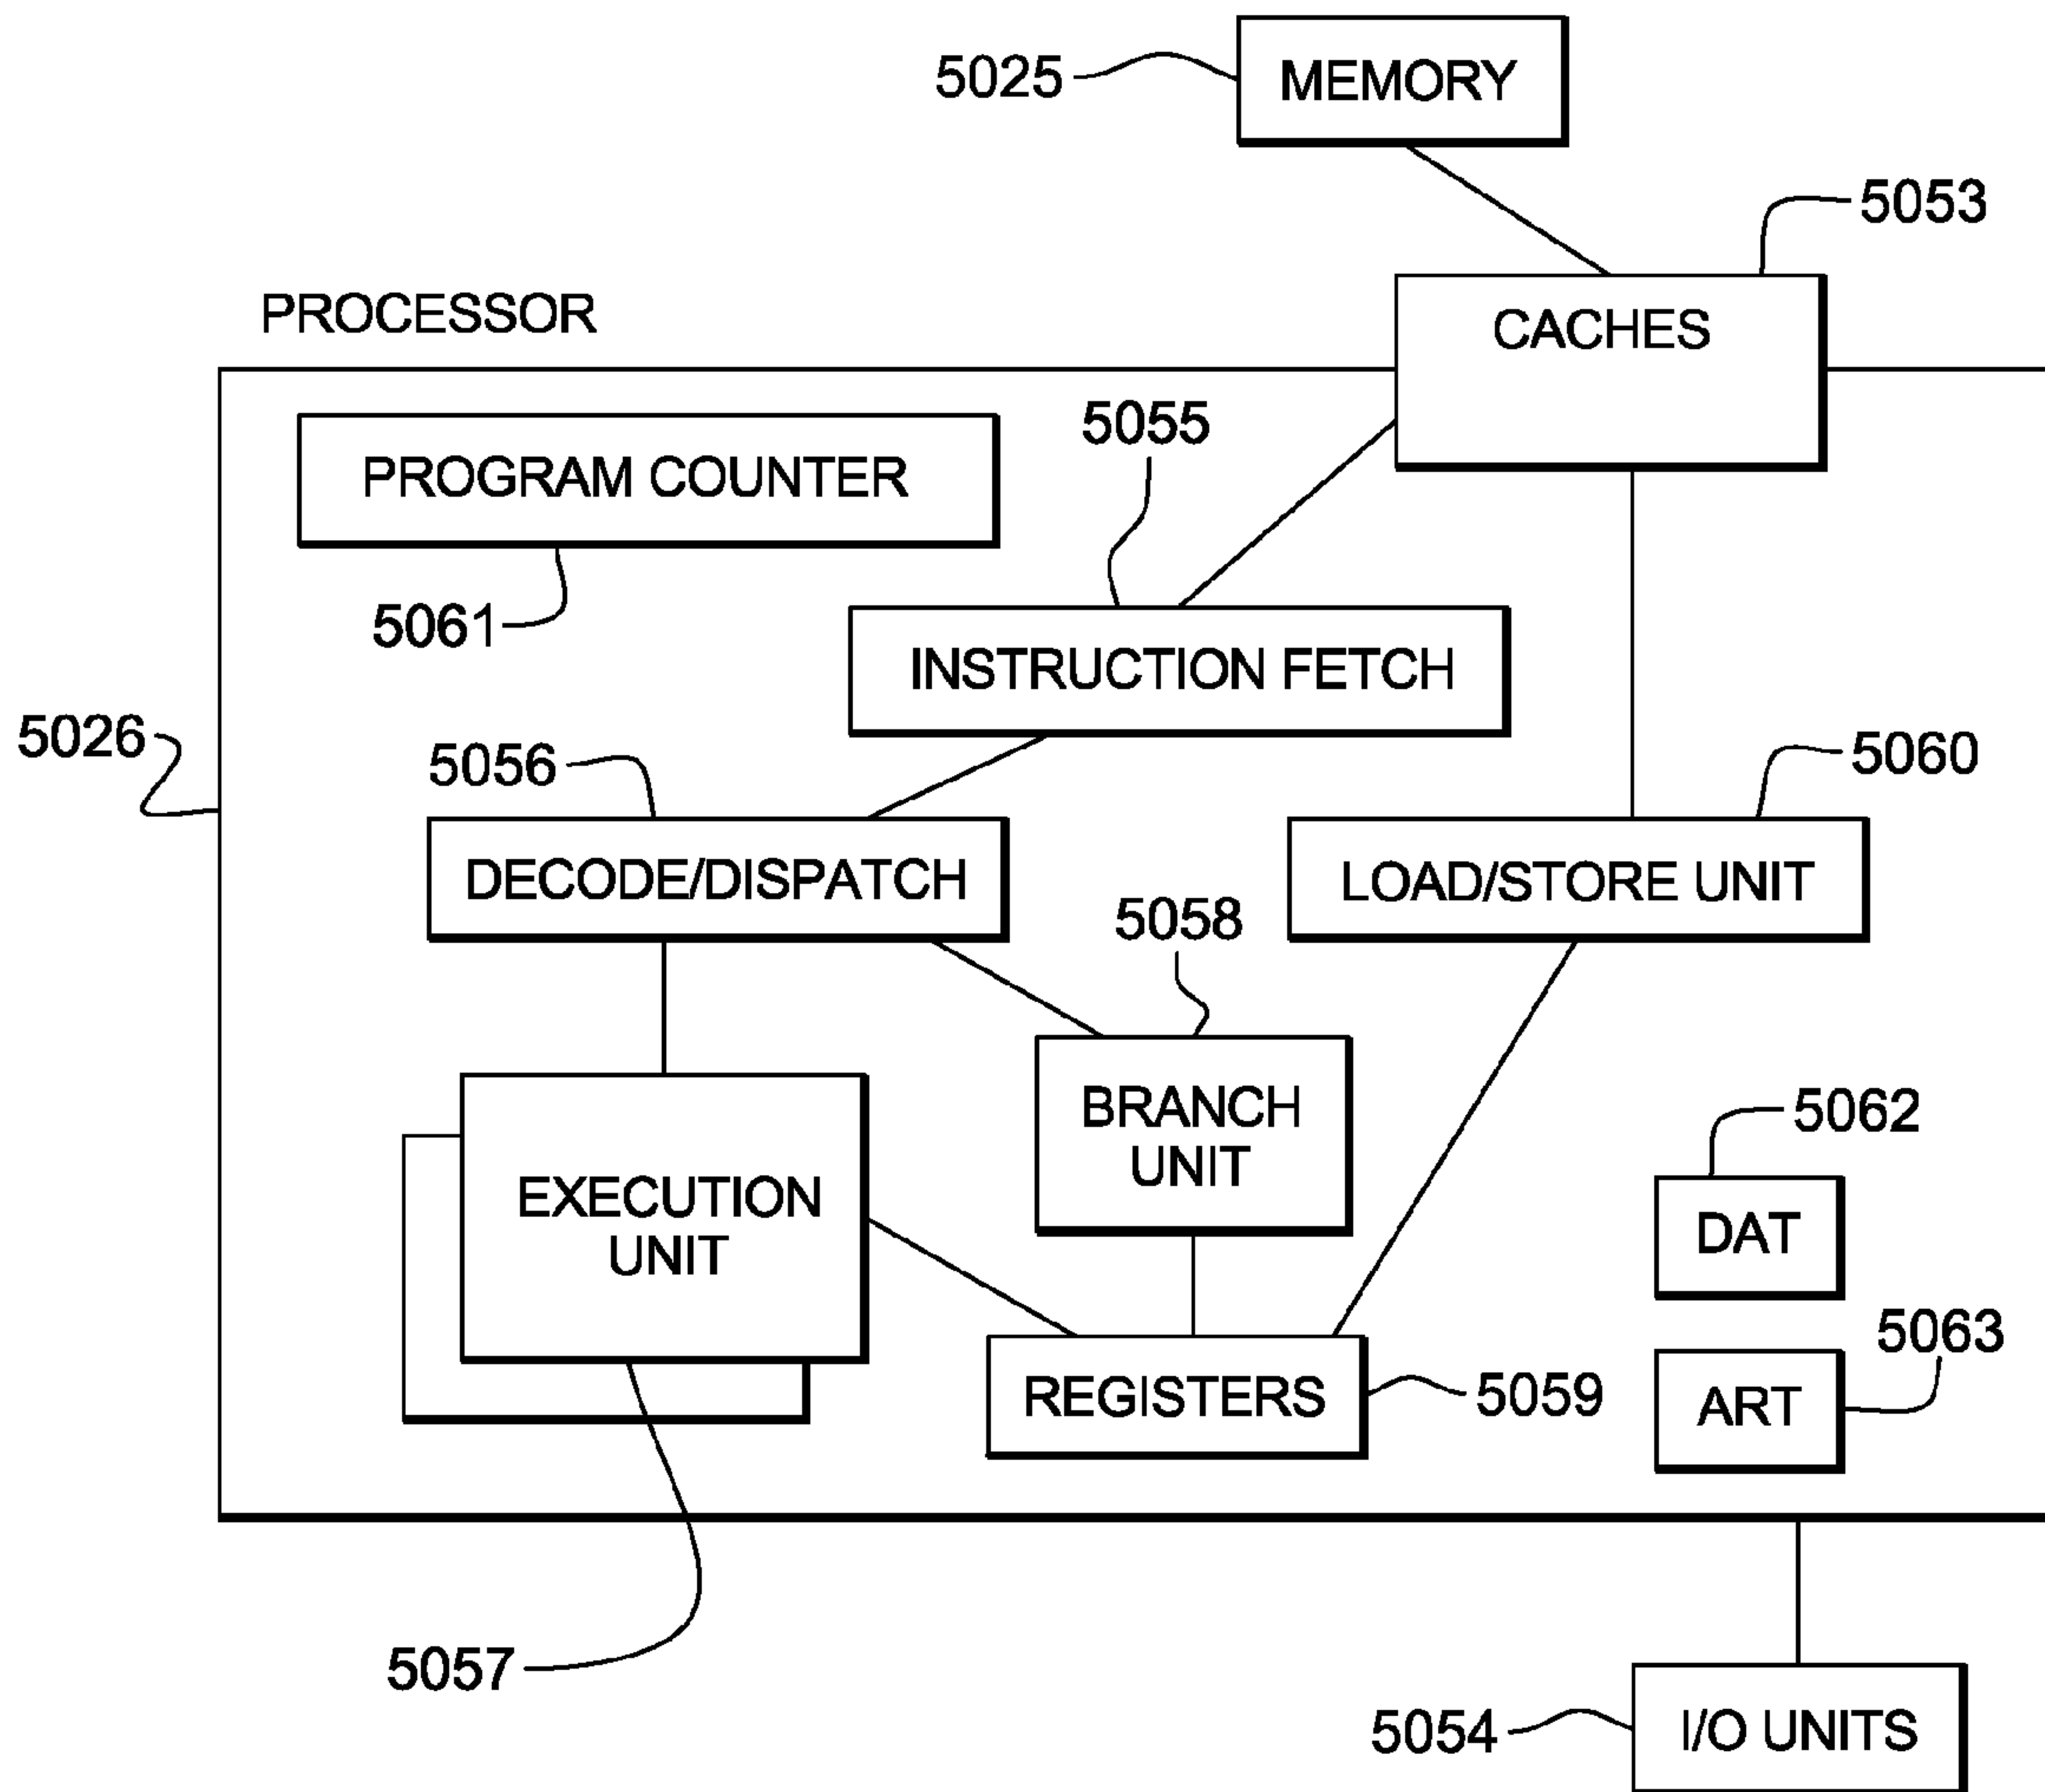 MEMORY
5025
5053
CACHES
PROCESSOR
5055
PROGRAM COUNTER
5061
INSTRUCTION FETCH
5026
5056
5060
DECODE/DISPATCH
LOAD/STORE UNIT
5058
BRANCH
UNIT
5062
EXECUTION
UNIT
DAT
5063
REGISTERS
5059
ART
5057
5054
I/O UNITS